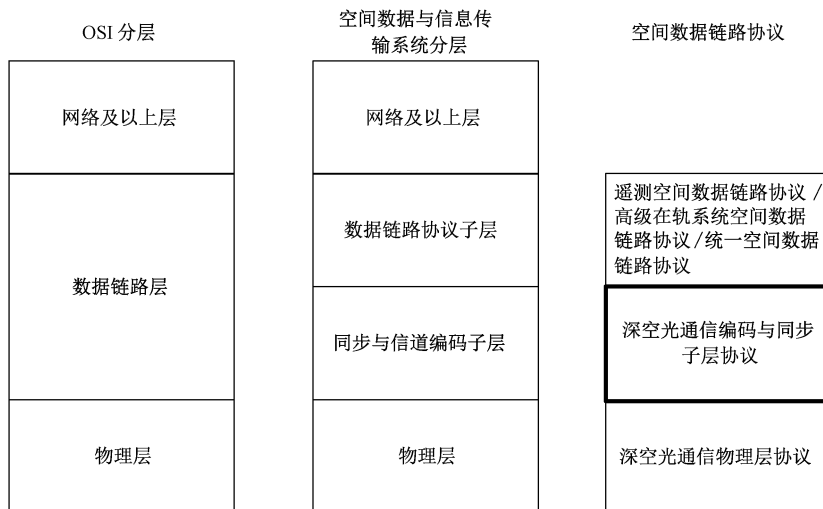 OSI 分层
空间数据与信息传
输系统分层
空间数据链路协议
网络及以上层
网络及以上层
数据链路层
数据链路协议子层
遥测空间数据链路协议 /
高级在轨系统空间数据
链路协议/统一空间数据
链路协议
同步与信道编码子层
深空光通信编码与同步
子层协议
物理层
物理层
深空光通信物理层协议